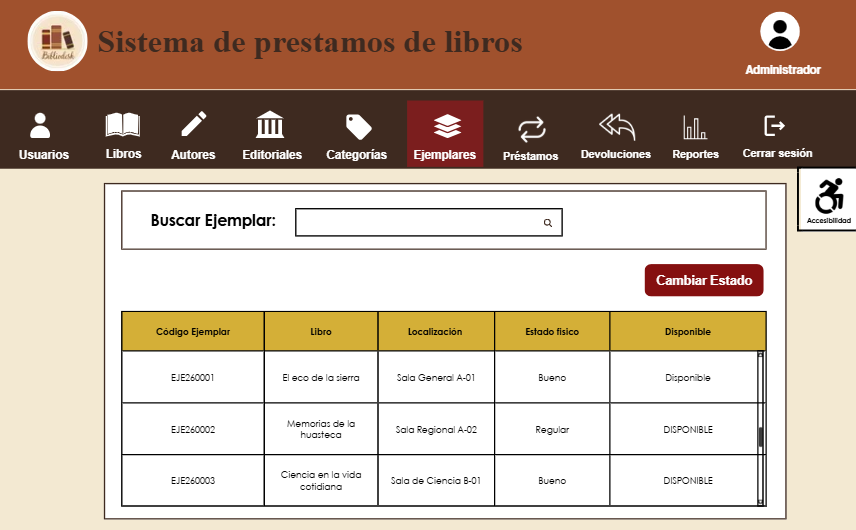 Bibliodesk
Sistema de prestamos de libros
Administrador
Usuarios
Libros
Autores
Editoriales
Categorías
Ejemplares
Préstamos
Devoluciones
Reportes
Cerrar sesión
Accesibilidad
Buscar Ejemplar:
Cambiar Estado
Código Ejemplar Libro Localización Estado físico Disponible
EJE260001 El eco de la sierra Sala General A-01 Bueno Disponible
EJE260002 Memorias de la huasteca Sala Regional A-02 Regular DISPONIBLE
EJE260003 Ciencia en la vida cotidiana Sala de Ciencia B-01 Bueno DISPONIBLE